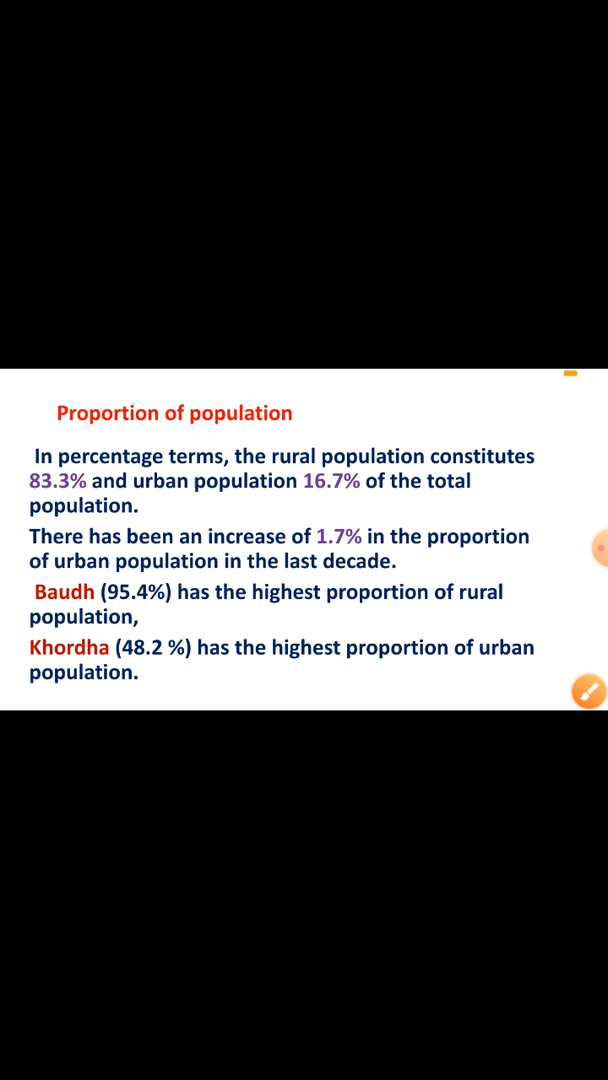 Proportion of population
In percentage terms, the rural population constitutes
83.3% and urban population 16.7% of the total
population.
There has been an increase of 1.7% in the proportion
of urban population in the last decade.
Baudh (95.4%) has the highest proportion of rural
population,
Khordha (48.2 %) has the highest proportion of urban
population.